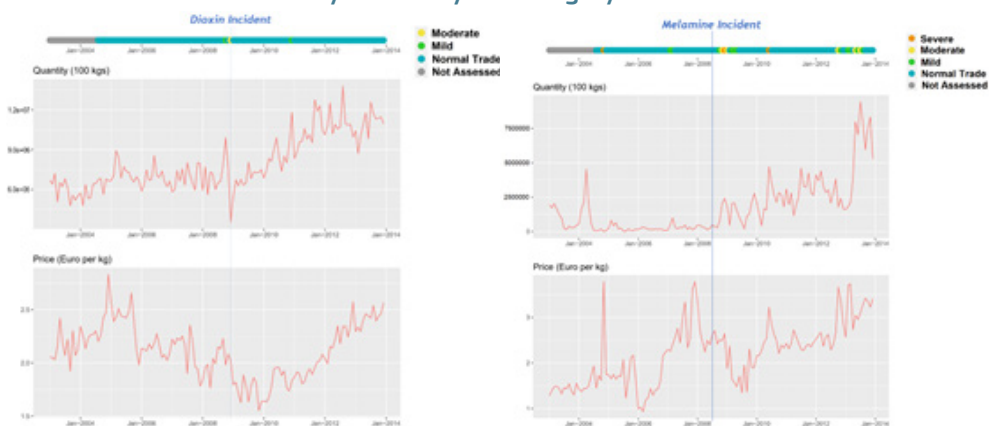 Dioxin Incident
Moderate
Mild
Normal Trade
Not Assessed
Jan-2004 Jan-2006 Jan-2008 Jan-2010 Jan-2012 Jan-2014
Quantity (100 kgs)
1.2e+07
9.0e+06
6.0e+06
Jan-2004 Jan-2006 Jan-2008 Jan-2010 Jan-2012 Jan-2014
Price (Euro per kg)
2.5
2.0
1.5
Jan-2004 Jan-2006 Jan-2008 Jan-2010 Jan-2012 Jan-2014
Melamine Incident
Severe
Moderate
Mild
Normal Trade
Not Assessed
Jan-2004 Jan-2006 Jan-2008 Jan-2010 Jan-2012 Jan-2014
Quantity (100 kgs)
7500000
5000000
2500000
0
Jan-2004 Jan-2006 Jan-2008 Jan-2010 Jan-2012 Jan-2014
Price (Euro per kg)
3
2
1
Jan-2004 Jan-2006 Jan-2008 Jan-2010 Jan-2012 Jan-2014